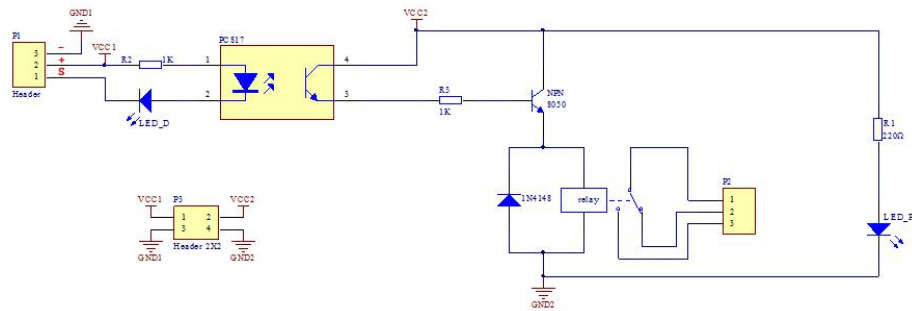 GND1
P1
3
2
1
−
+
S
Header
VCC1
R2
1K
LED_D
PC817
1
2
4
3
VCC2
R3
1K
NPN
8050
1N4148
relay
P2
1
2
3
R1
220Ω
LED_P
GND2
VCC1
P3
VCC2
1 2
3 4
GND1
Header 2X2
GND2